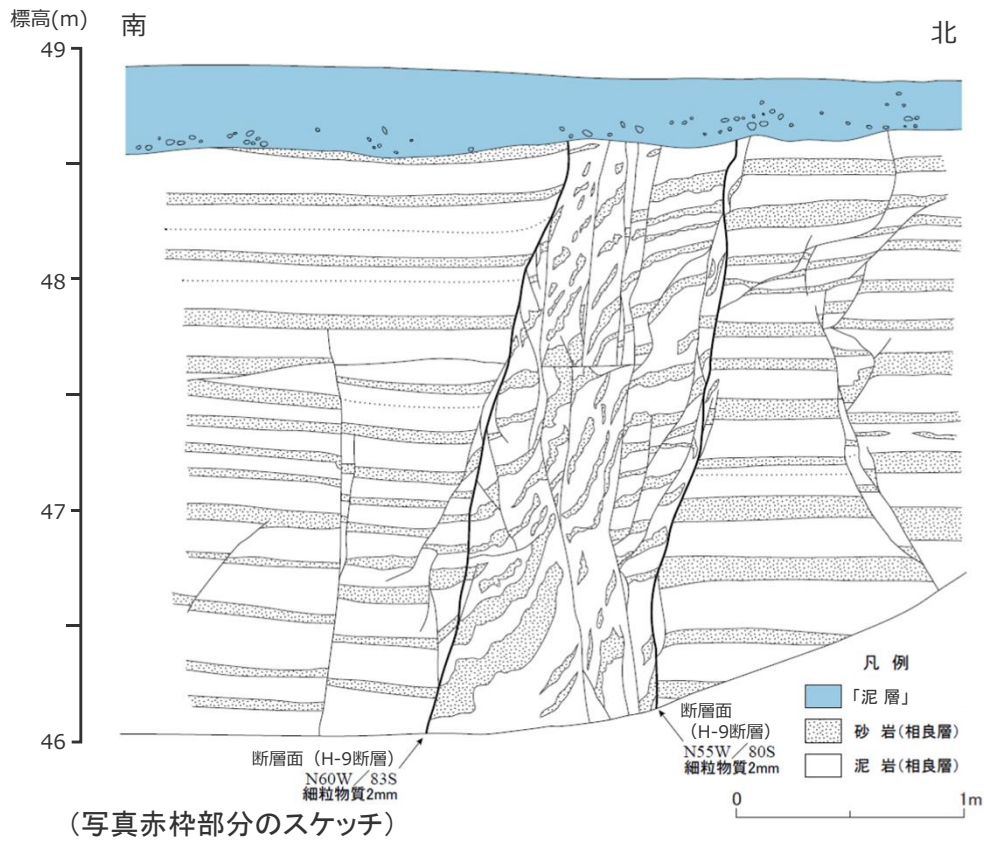 標高(m)
南
北
49
48
47
46
凡 例
「泥 層」
砂 岩(相良層)
泥 岩(相良層)
断層面
(H-9断層)
N55W／80S
細粒物質2mm
断層面（H-9断層）
N60W／83S
細粒物質2mm
0 1m
（写真赤枠部分のスケッチ）